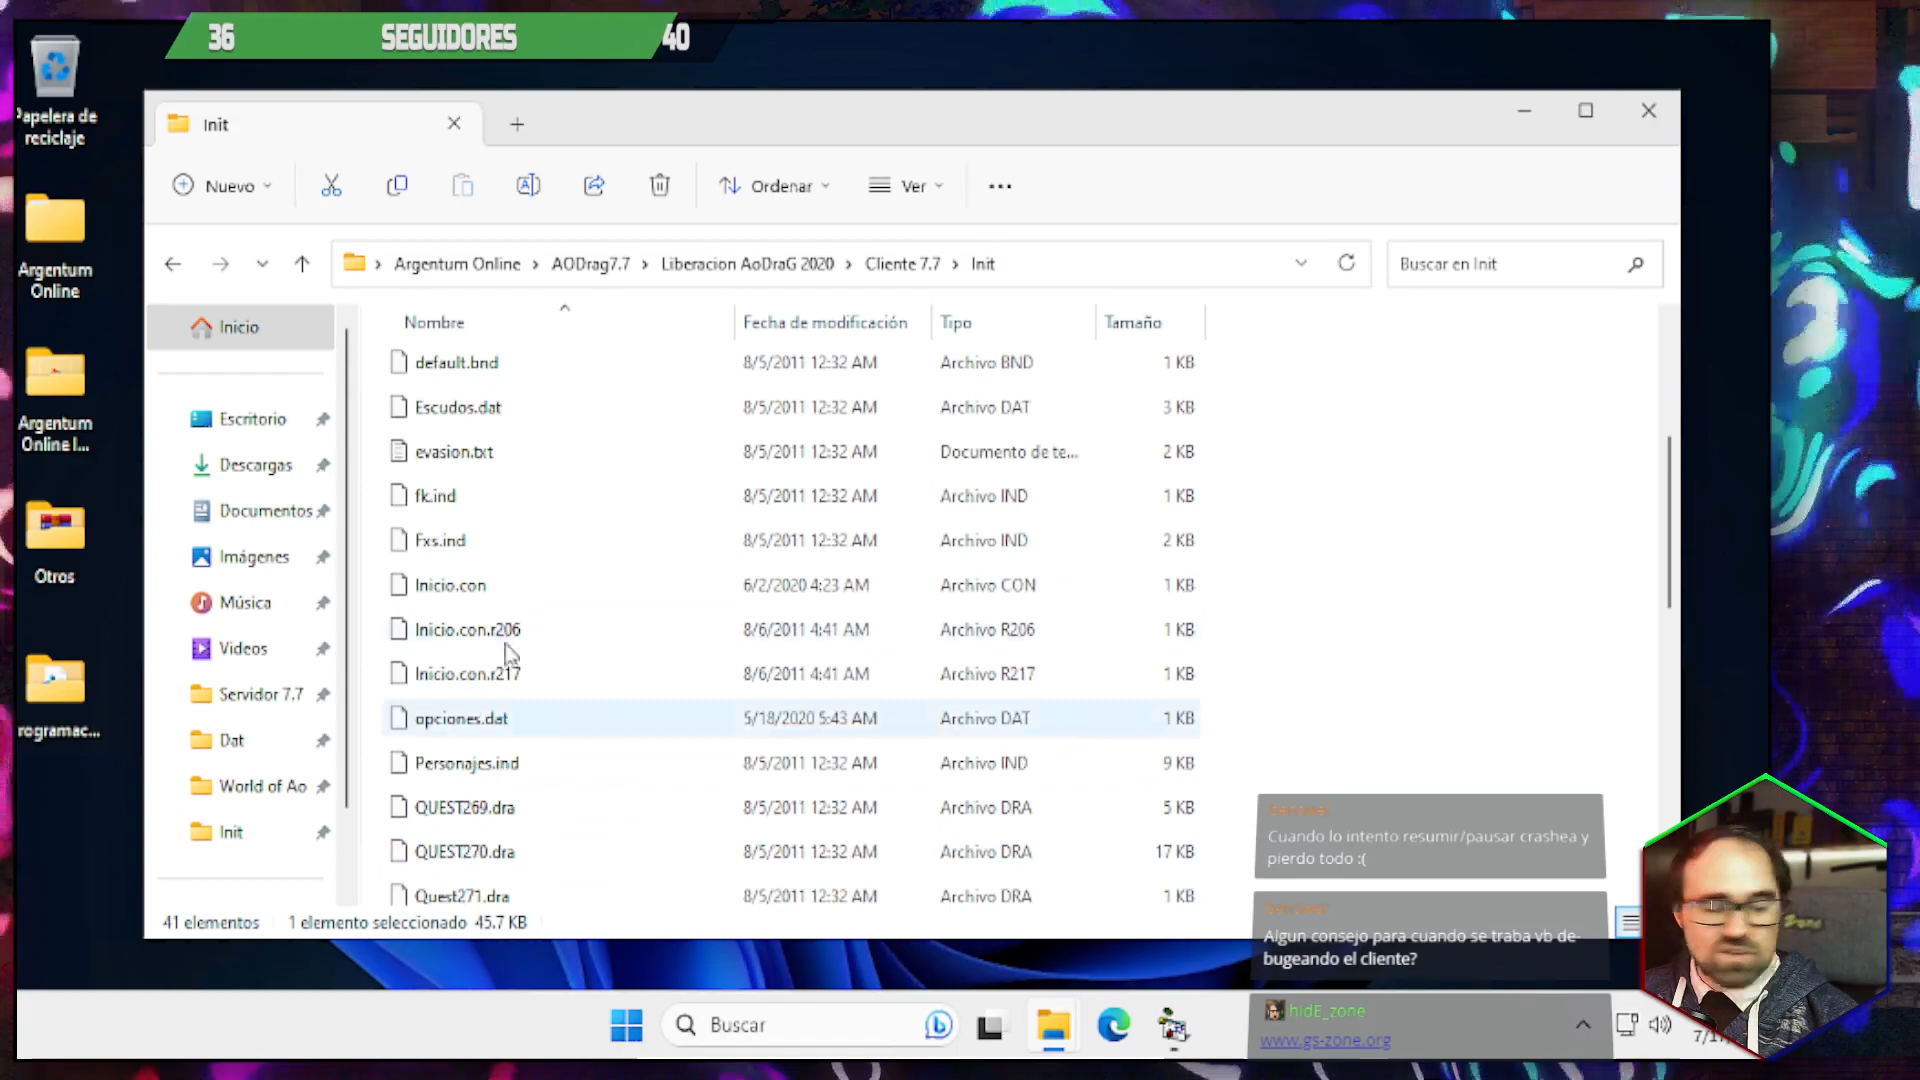 36 SEGUIDORES 40
Papelera de
reciclaje
Argentum
Online
Argentum
Online I...
Otros
rogramac...
Init
Nuevo
Ordenar
Ver
Argentum Online > AODrag7.7 > Liberacion AoDraG 2020 > Cliente 7.7 > Init
Buscar en Init
Inicio
Escritorio
Descargas
Documentos
Imágenes
Música
Videos
Servidor 7.7
Dat
World of Ao
Init
Nombre Fecha de modificación Tipo Tamaño
default.bnd 8/5/2011 12:32 AM Archivo BND 1 KB
Escudos.dat 8/5/2011 12:32 AM Archivo DAT 3 KB
evasion.txt 8/5/2011 12:32 AM Documento de te... 2 KB
fk.ind 8/5/2011 12:32 AM Archivo IND 1 KB
Fxs.ind 8/5/2011 12:32 AM Archivo IND 2 KB
Inicio.con 6/2/2020 4:23 AM Archivo CON 1 KB
Inicio.con.r206 8/6/2011 4:41 AM Archivo R206 1 KB
Inicio.con.r217 8/6/2011 4:41 AM Archivo R217 1 KB
opciones.dat 5/18/2020 5:43 AM Archivo DAT 1 KB
Personajes.ind 8/5/2011 12:32 AM Archivo IND 9 KB
QUEST269.dra 8/5/2011 12:32 AM Archivo DRA 5 KB
QUEST270.dra 8/5/2011 12:32 AM Archivo DRA 17 KB
Quest271.dra 8/5/2011 12:32 AM Archivo DRA 1 KB
41 elementos 1 elemento seleccionado 45.7 KB
Cuando lo intento resumir/pausar crashea y
pierdo todo :(
Algun consejo para cuando se traba vb de-
bugeando el cliente?
hidE_zone
www.gs-zone.org
Buscar